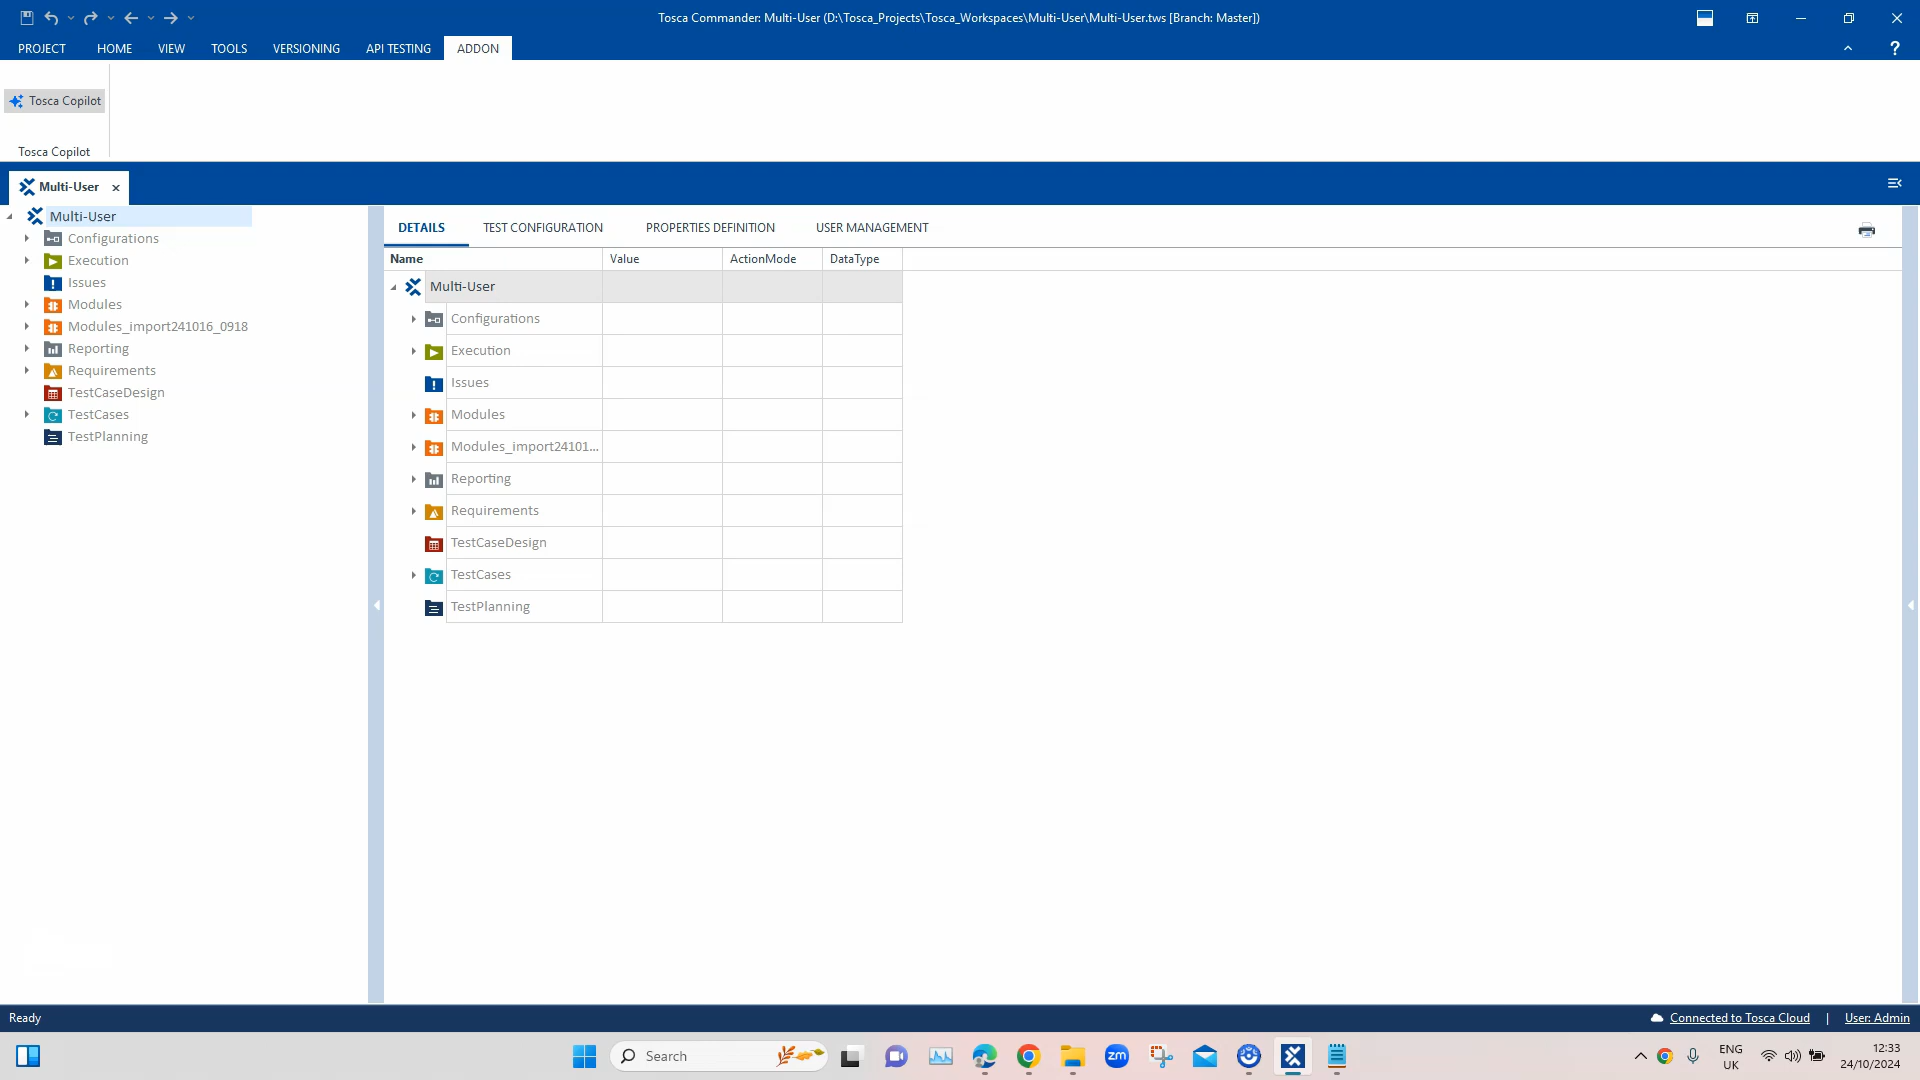 Tosca Commander: Multi-User (D:\Tosca_Projects\Tosca_Workspaces\Multi-User\Multi-User.tws [Branch: Master])
PROJECT HOME VIEW TOOLS VERSIONING API TESTING ADDON ?
Tosca Copilot
Tosca Copilot
Multi-User
Multi-User
Configurations
Execution
Issues
Modules
Modules_import241016_0918
Reporting
Requirements
TestCaseDesign
TestCases
TestPlanning
DETAILS TEST CONFIGURATION PROPERTIES DEFINITION USER MANAGEMENT
Name Value ActionMode DataType
Multi-User
Configurations
Execution
Issues
Modules
Modules_import24101...
Reporting
Requirements
TestCaseDesign
TestCases
TestPlanning
Ready
Connected to Tosca Cloud | User: Admin
Search
zm
ENG
UK
12:33
24/10/2024